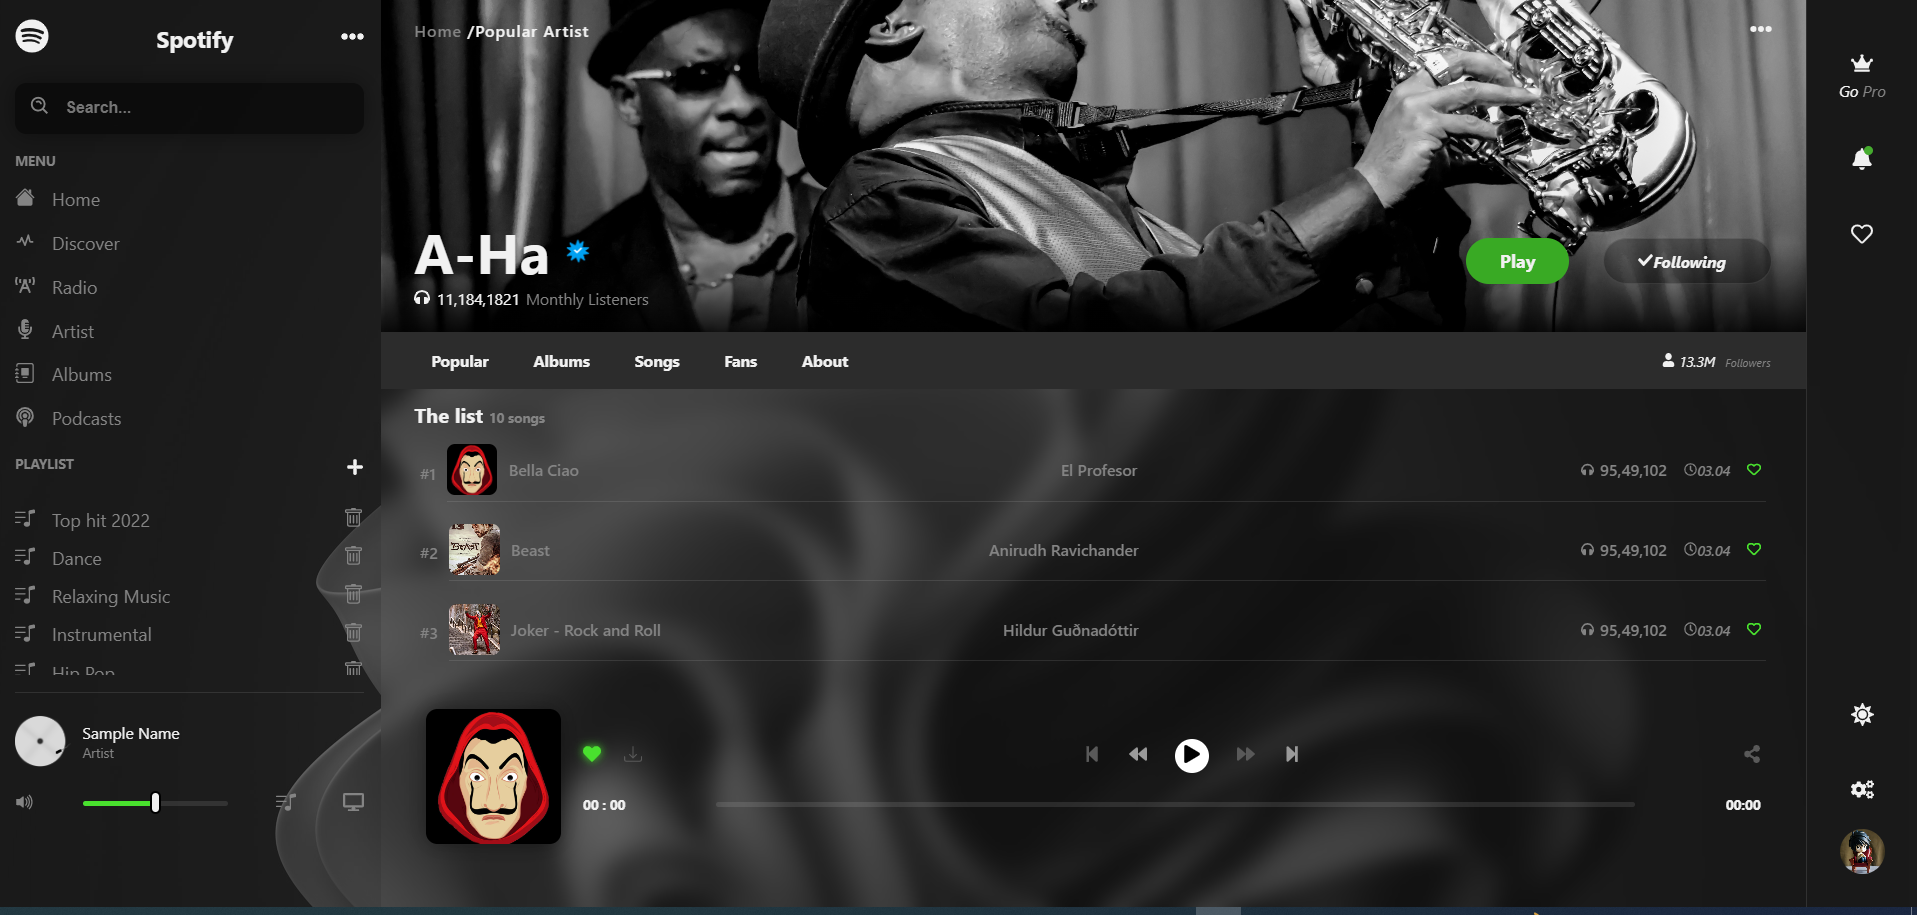 Spotify
Search...
MENU
Home
Discover
Radio
Artist
Albums
Podcasts
PLAYLIST
Top hit 2022
Dance
Relaxing Music
Instrumental
Hip Pop
Sample Name
Artist
Home /Popular Artist
A-Ha
11,184,1821 Monthly Listeners
Play
Following
Popular Albums Songs Fans About
13.3M Followers
The list 10 songs
#1 Bella Ciao El Profesor 95,49,102 03.04
#2 BEAST Beast Anirudh Ravichander 95,49,102 03.04
#3 Joker - Rock and Roll Hildur Guðnadóttir 95,49,102 03.04
00 : 00
00:00
Go Pro